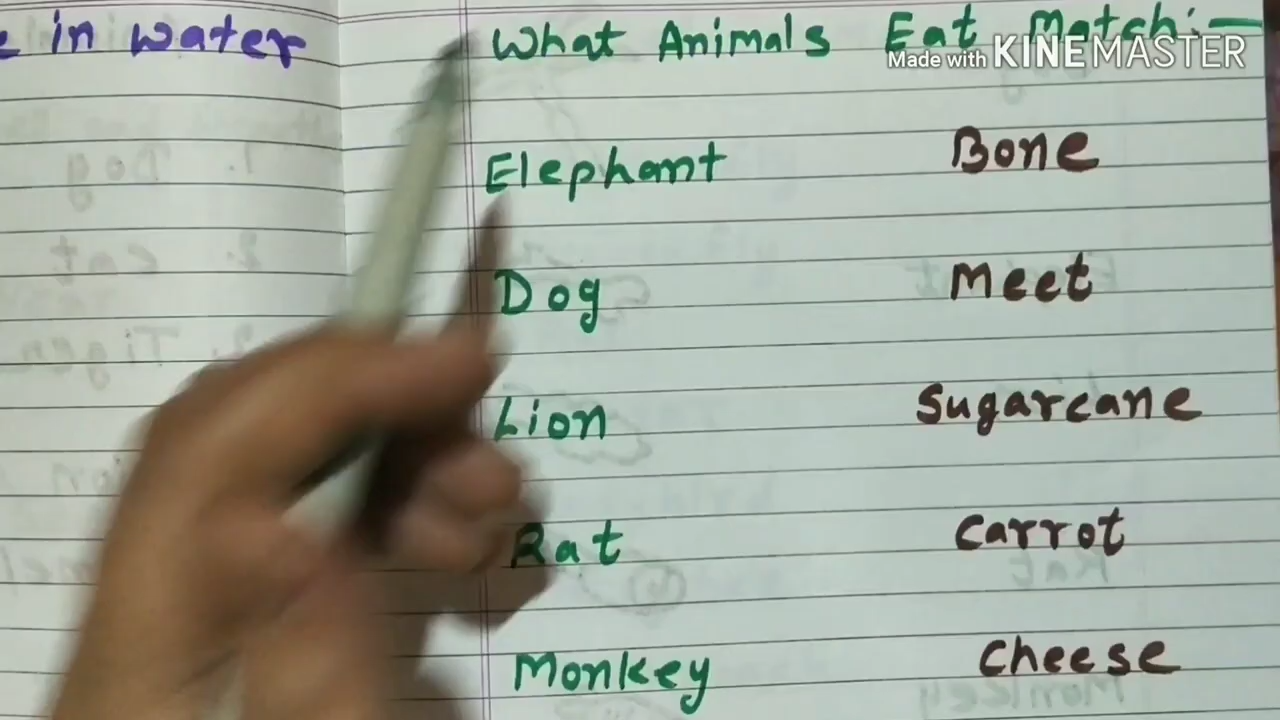 in water
What Animals Eat Match:-
Made with KINEMASTER
Elephant Bone
Dog Meet
Lion Sugarcane
Rat Carrot
Monkey Cheese